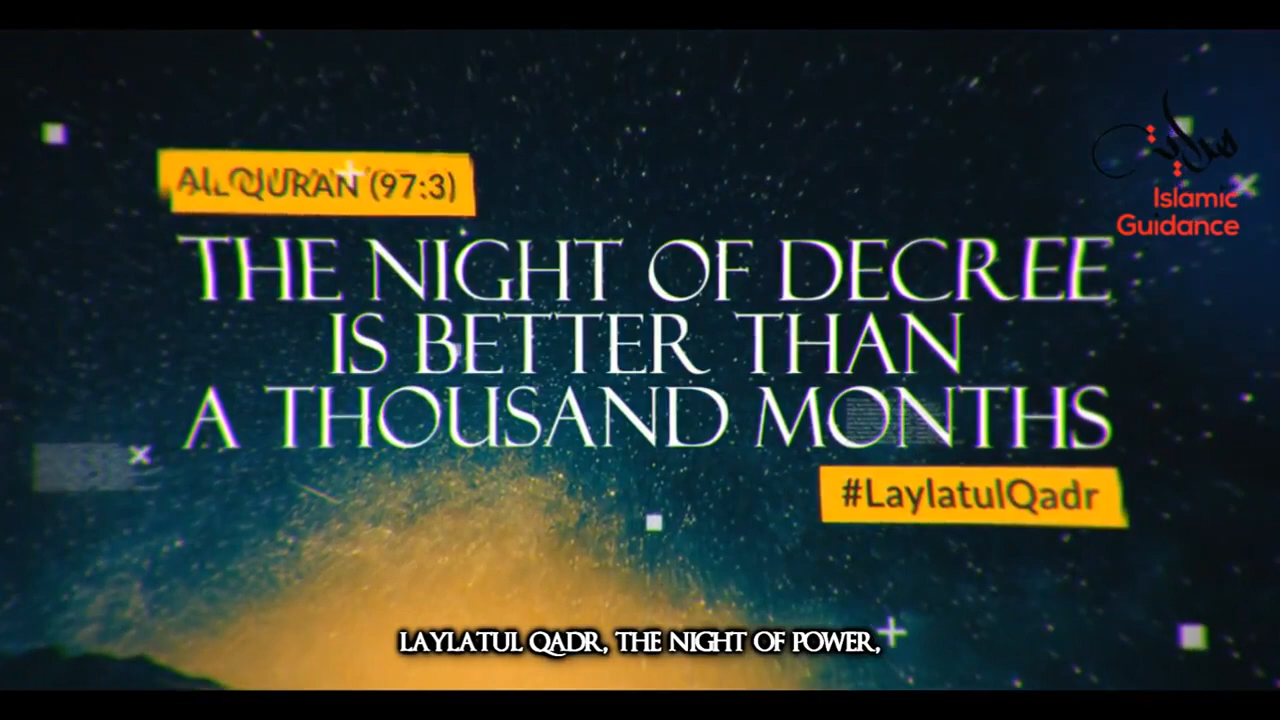 AL QURAN (97:3)
هداية
Islamic
Guidance
THE NIGHT OF DECREE
IS BETTER THAN
A THOUSAND MONTHS
#LaylatulQadr
LAYLATUL QADR, THE NIGHT OF POWER,